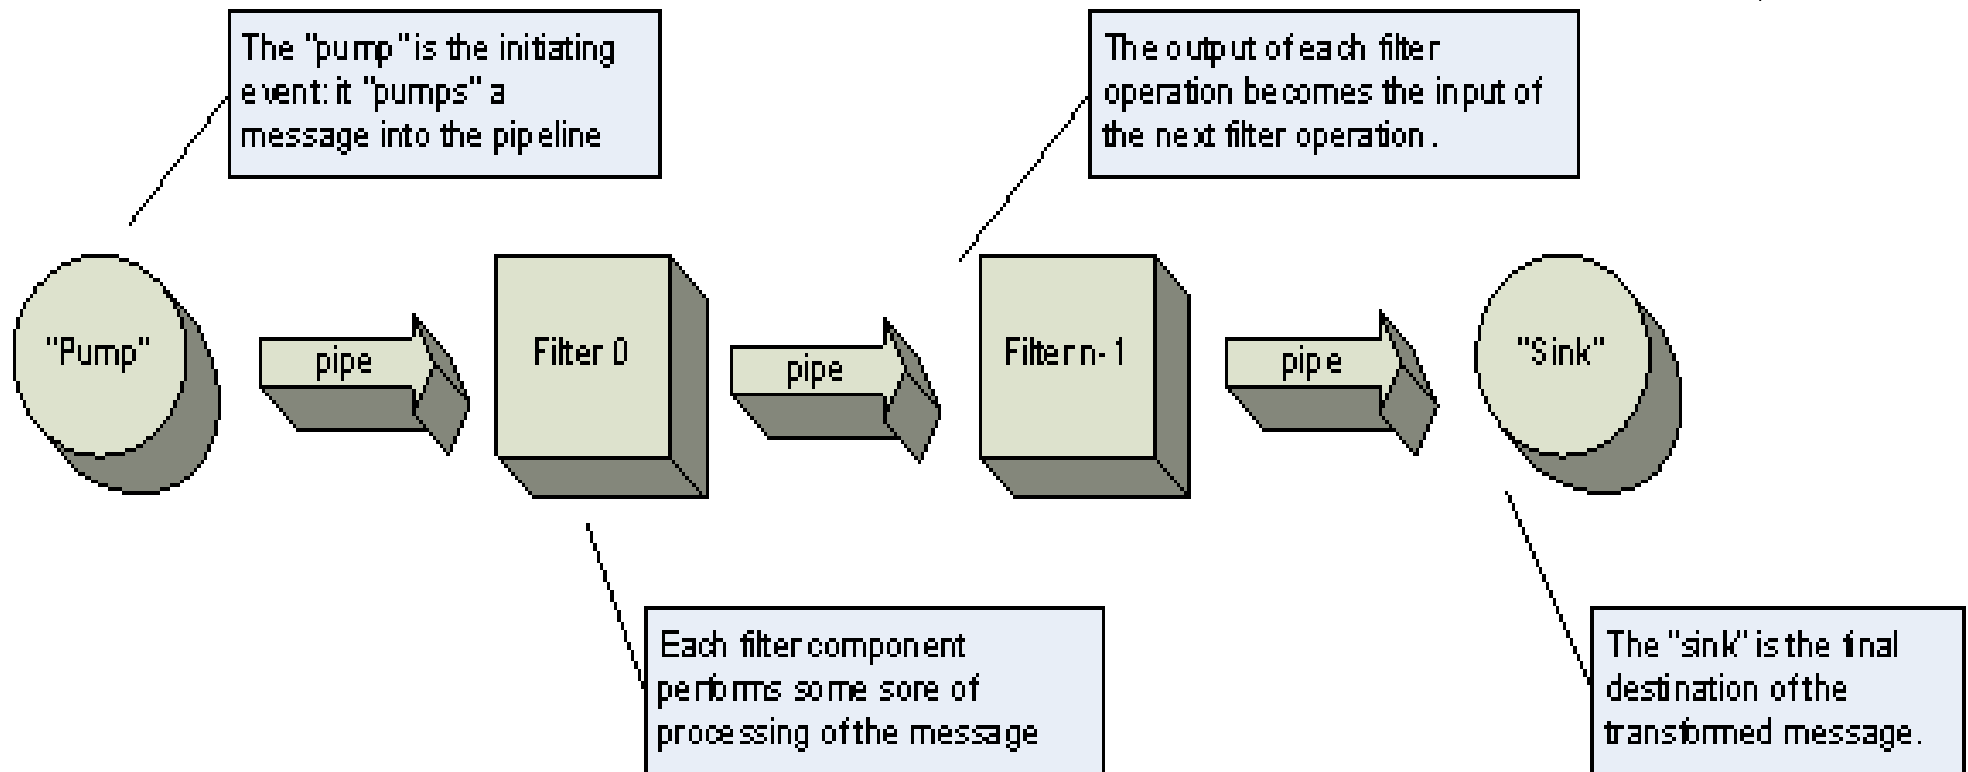 The "pump" is the initiating
event: it "pumps" a
message into the pipeline
The output of each filter
operation becomes the input of
the next filter operation.
"Pump"
pipe
Filter 0
pipe
Filter n-1
pipe
"Sink"
Each filter component
performs some sore of
processing of the message
The "sink" is the final
destination of the
transformed message.